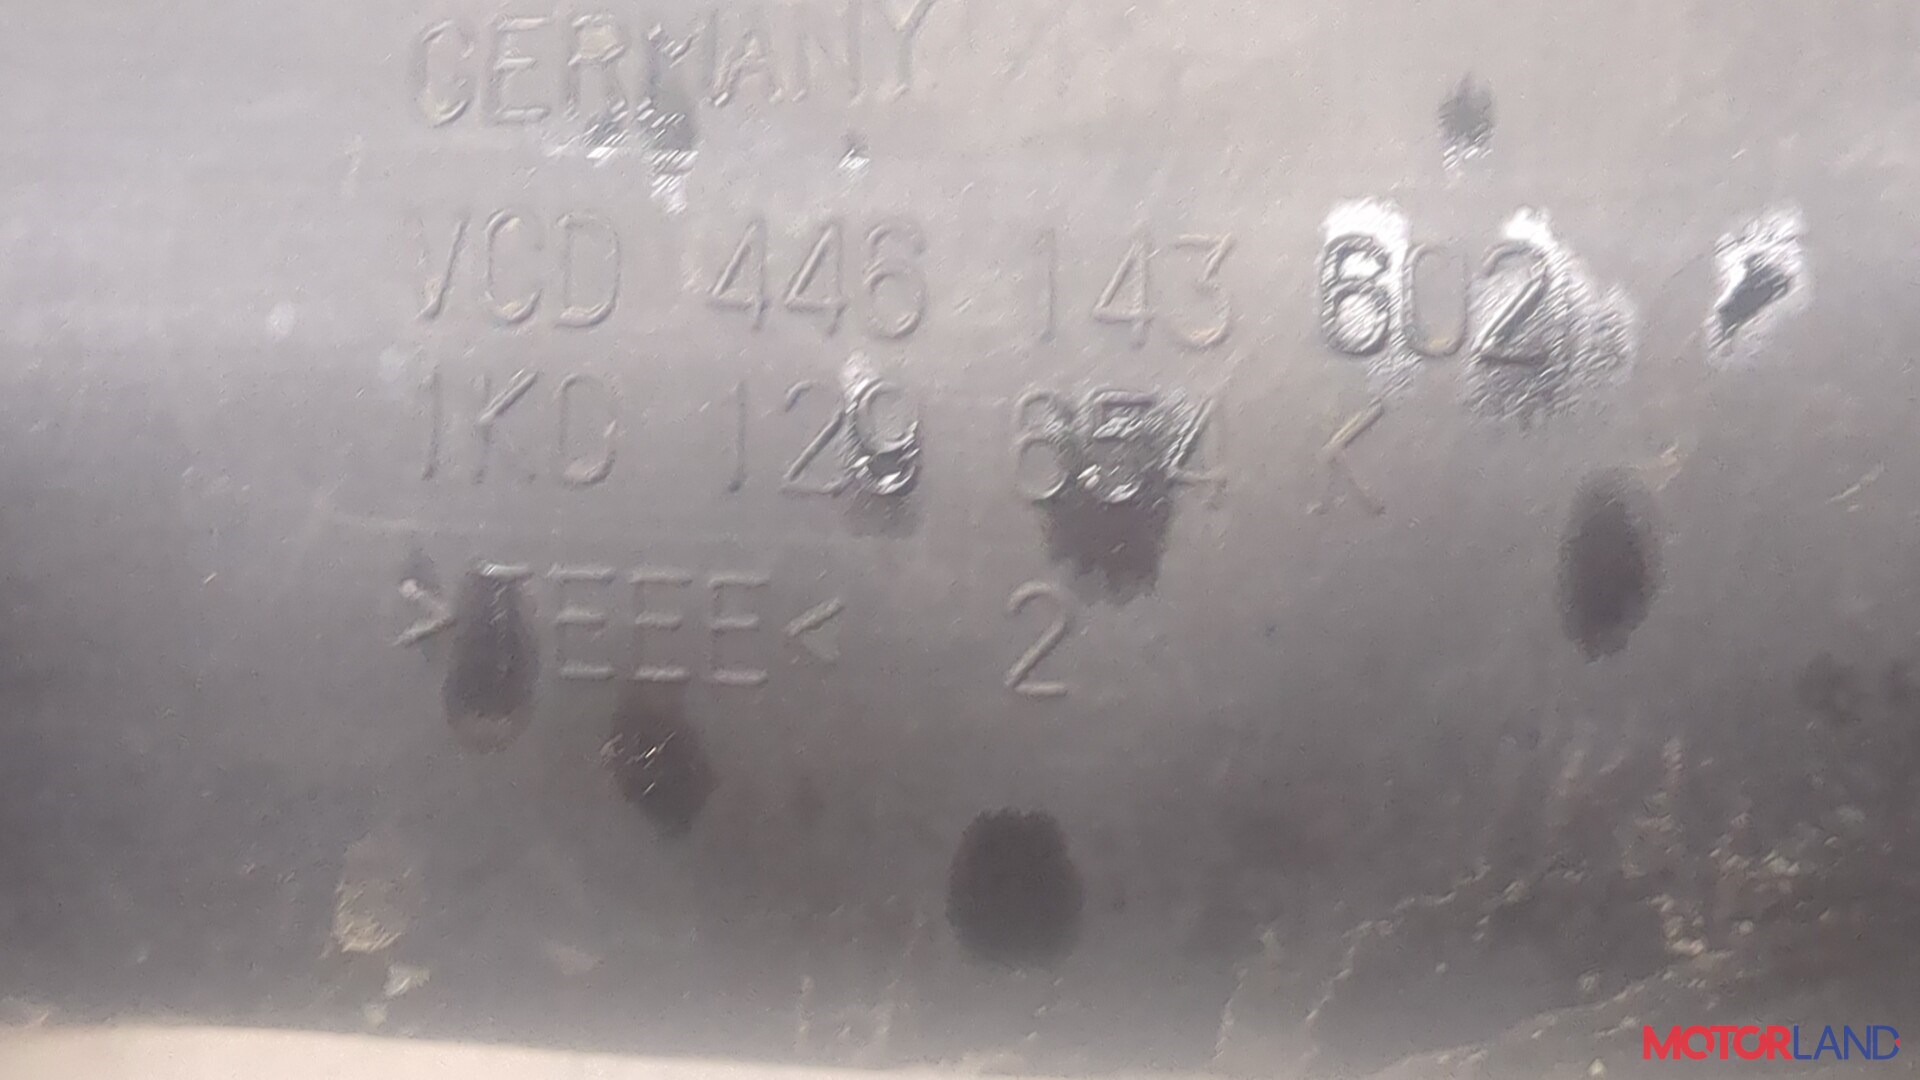 GERMANY
VCD 446 143 602
1K0 129 654 K
>TEEE< 2
MOTORLAND